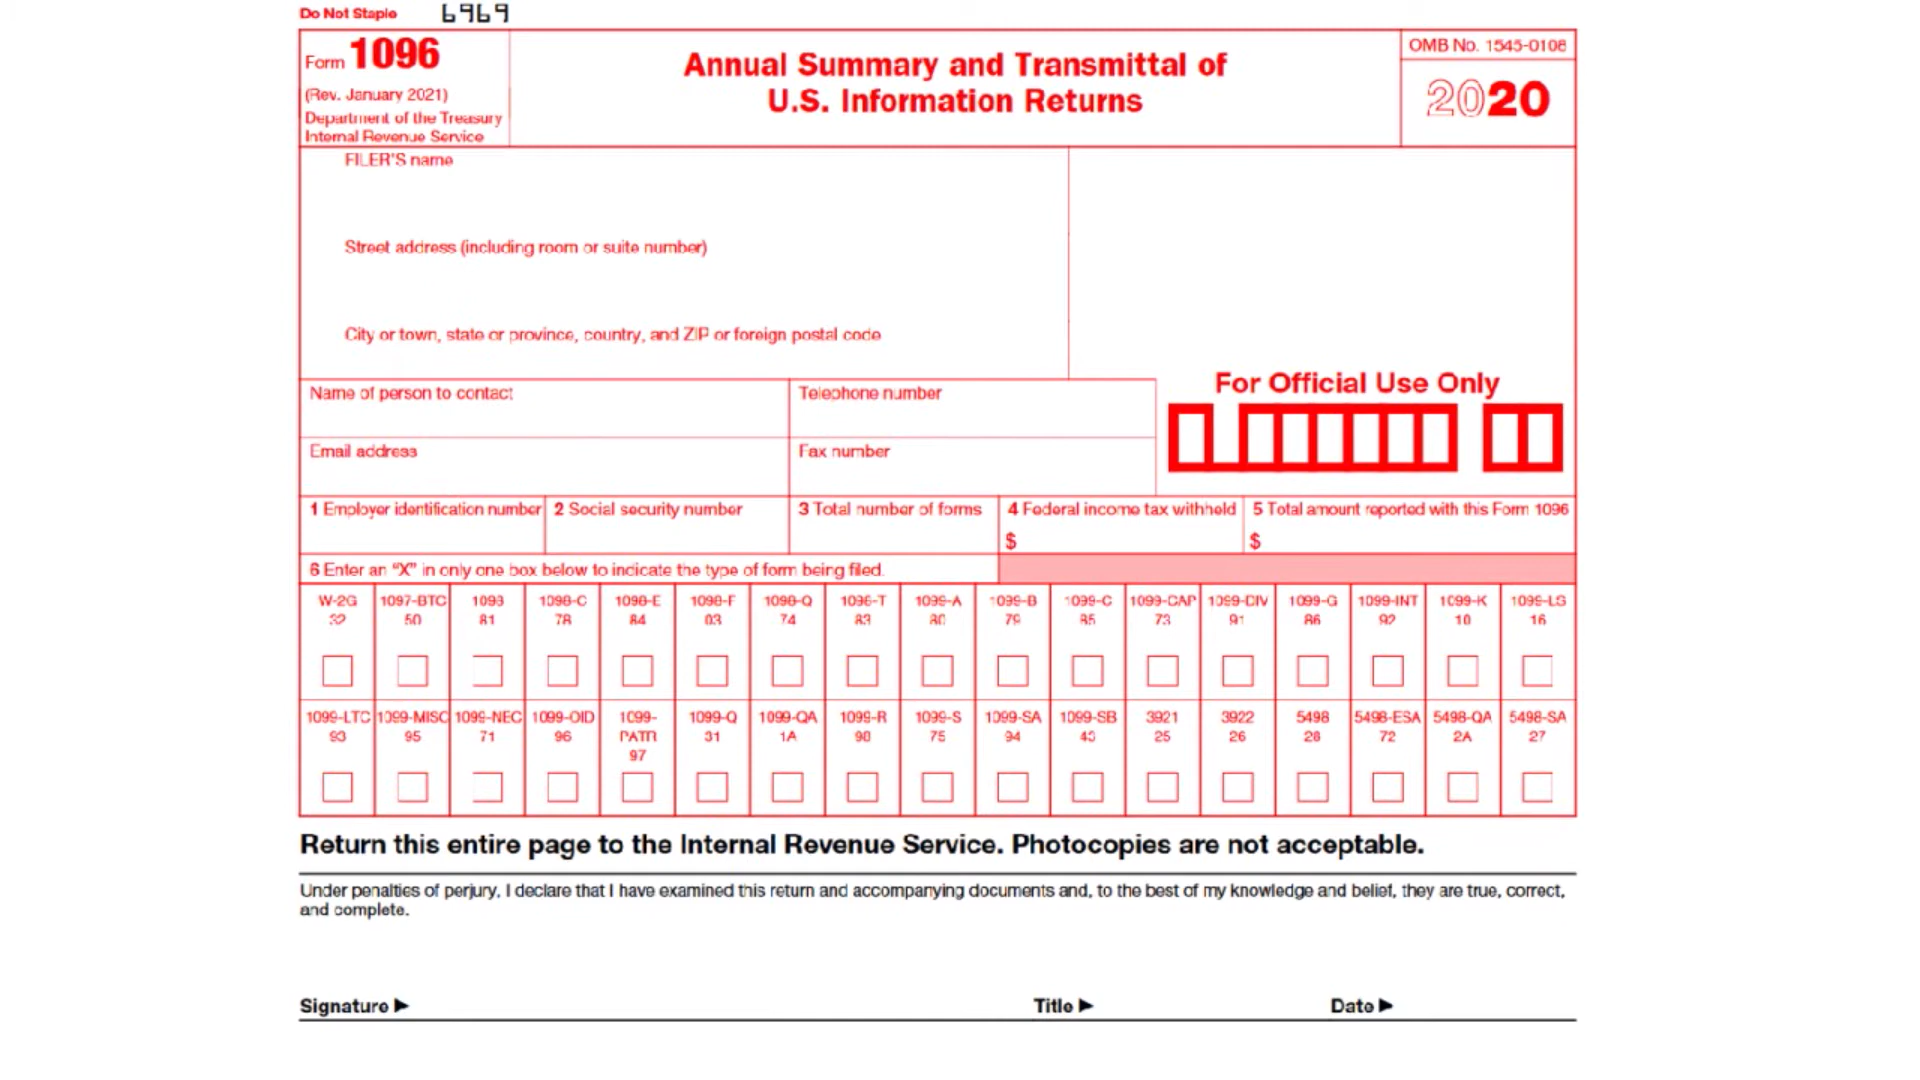 Do Not Staple 6969
Form 1096
(Rev. January 2021)
Department of the Treasury
Internal Revenue Service
Annual Summary and Transmittal of
U.S. Information Returns
OMB No. 1545-0108
2020
FILER'S name
Street address (including room or suite number)
City or town, state or province, country, and ZIP or foreign postal code
Name of person to contact
Telephone number
Email address
Fax number
For Official Use Only
1 Employer identification number
2 Social security number
3 Total number of forms
4 Federal income tax withheld
$
5 Total amount reported with this Form 1096
$
6 Enter an “X” in only one box below to indicate the type of form being filed.
W-2G 1097-BTC 1098 1098-C 1098-E 1098-F 1098-Q 1098-T 1099-A 1099-B 1099-C 1099-CAP 1099-DIV 1099-G 1099-INT 1099-K 1099-LS
32 50 81 78 84 03 74 83 80 79 85 73 91 86 92 10 16
1099-LTC 1099-MISC 1099-NEC 1099-OID 1099- 1099-Q 1099-QA 1099-R 1099-S 1099-SA 1099-SB 3921 3922 5498 5498-ESA 5498-QA 5498-SA
93 95 71 96 PATR 31 1A 98 75 94 43 25 26 28 72 2A 27
97
Return this entire page to the Internal Revenue Service. Photocopies are not acceptable.
Under penalties of perjury, I declare that I have examined this return and accompanying documents and, to the best of my knowledge and belief, they are true, correct,
and complete.
Signature ▶ Title ▶ Date ▶